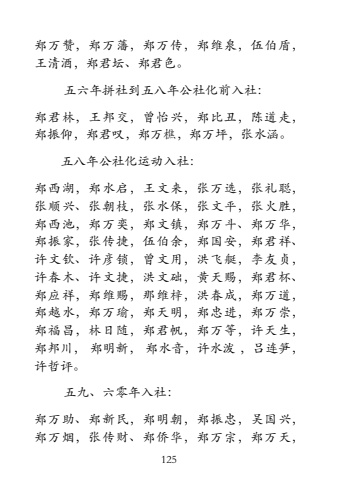 郑万赞，郑万藩，郑万传，郑维泉，伍伯盾，
王清酒，郑君坛、郑君色。
五六年拼社到五八年公社化前入社：
郑君林，王邦交，曾怡兴，郑比丑，陈道走，
郑振仰，郑君叹，郑万樵，郑万坪，张水涵。
五八年公社化运动入社：
郑西湖，郑水启，王文来，张万选，张礼聪，
张顺兴、张朝枝，张水保，张文平，张火胜，
郑西池，郑万奕，郑文镇，郑万斗、郑万华，
郑振家，张传捷，伍伯余，郑国安，郑君祥、
许文钦、许彦锁，曾文用，洪飞艇，李友贞，
许春木、许文捷，洪文础，黄天赐，郑君杯、
郑应祥，郑维赐，那维梓，洪春成，郑万道，
郑越水，郑万瑜，郑天明，郑忠进，郑万崇，
郑福昌，林日随，郑君帆，郑万等，许天生，
郑邦川， 郑明新， 郑水音，许水泼 ，吕连笋，
许哲评。
五九、六零年入社：
郑万助、郑新民，郑明朝，郑振忠，吴国兴，
郑万烟，张传财、郑侨华，郑万宗，郑万天，
125